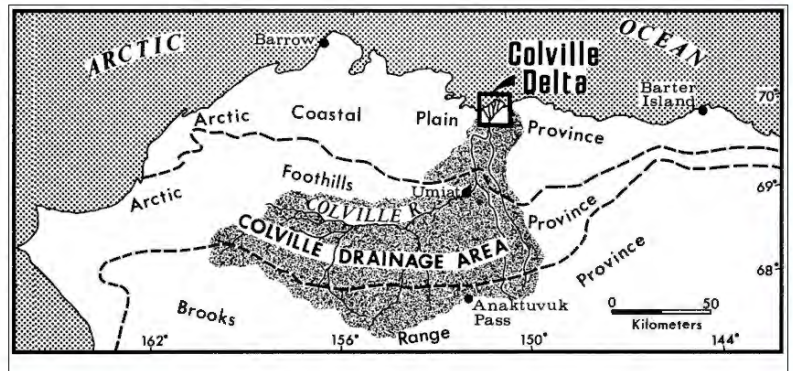 ARCTIC OCEAN
Barrow
Colville
Delta
Barter
Island
70°
Arctic Coastal Plain Province
Arctic Foothills Province
69°
Umiat
COLVILLE R.
COLVILLE DRAINAGE AREA
68°
Anaktuvuk
Pass
Brooks Range Province
0 50
Kilometers
162° 156° 150° 144°